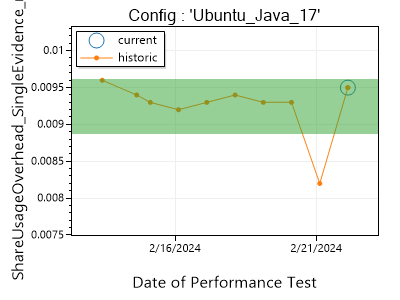 Config : 'Ubuntu_Java_17'
ShareUsageOverhead_SingleEvidence_
current
historic
0.01
0.0095
0.009
0.0085
0.008
0.0075
2/16/2024
2/21/2024
Date of Performance Test